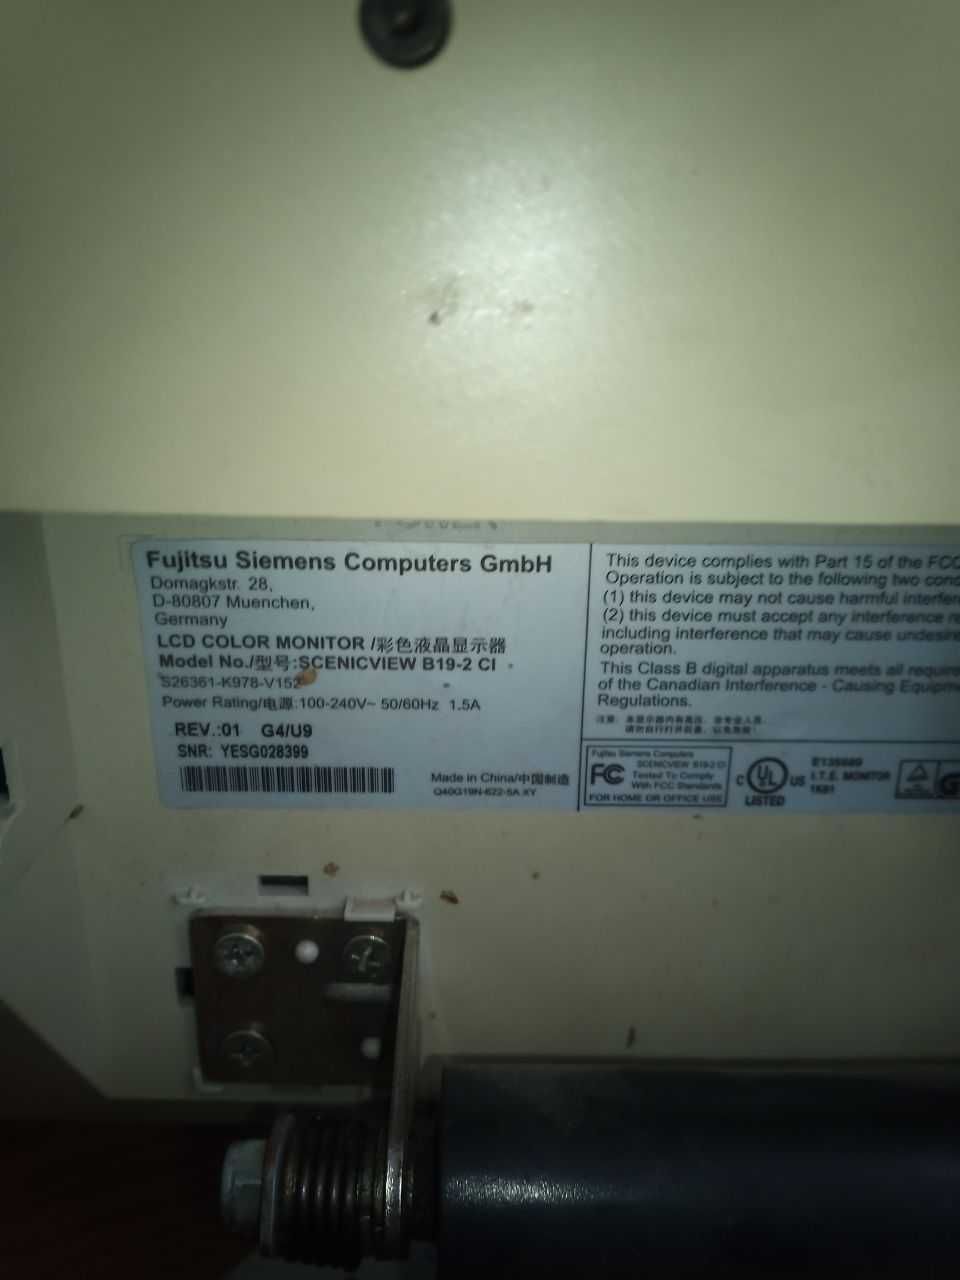 POWER
Fujitsu Siemens Computers GmbH
Domagkstr. 28,
D-80807 Muenchen,
Germany
LCD COLOR MONITOR /彩色液晶显示器
Model No./型号:SCENICVIEW B19-2 CI
S26361-K978-V152
Power Rating/电源:100-240V~ 50/60Hz 1.5A
REV.:01 G4/U9
SNR: YESG028399
Made in China/中国制造
Q40G19N-622-5A XY
This device complies with Part 15 of the FCC
Operation is subject to the following two
(1) this device may not cause harmful
(2) this device must accept any interference
including interference that may cause
operation.
This Class B digital apparatus meets all
of the Canadian Interference - Causing
Regulations.
Fujitsu Siemens Computers
SCENICVIEW B19-2 CI
FC Tested To Comply
With FCC Standards
FOR HOME OR OFFICE USE
C UL US
LISTED
I.T.E. MONITOR